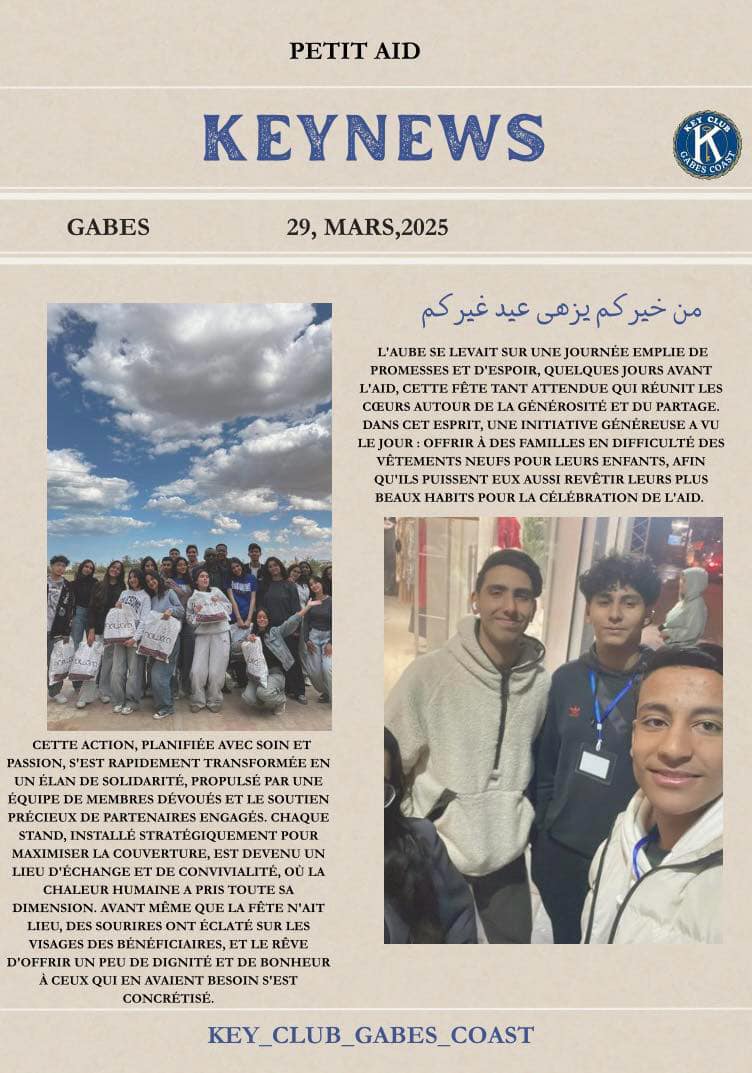 PETIT AID
KEYNEWS
KEY CLUB
K
GABES COAST
GABES
29, MARS,2025
من خيركم يزهى عيد غيركم
L'AUBE SE LEVAIT SUR UNE JOURNÉE EMPLIE DE
PROMESSES ET D'ESPOIR, QUELQUES JOURS AVANT
L'AID, CETTE FÊTE TANT ATTENDUE QUI RÉUNIT LES
CŒURS AUTOUR DE LA GÉNÉROSITÉ ET DU PARTAGE.
DANS CET ESPRIT, UNE INITIATIVE GÉNÉREUSE A VU
LE JOUR : OFFRIR À DES FAMILLES EN DIFFICULTÉ DES
VÊTEMENTS NEUFS POUR LEURS ENFANTS, AFIN
QU'ILS PUISSENT EUX AUSSI REVÊTIR LEURS PLUS
BEAUX HABITS POUR LA CÉLÉBRATION DE L'AID.
CETTE ACTION, PLANIFIÉE AVEC SOIN ET
PASSION, S'EST RAPIDEMENT TRANSFORMÉE EN
UN ÉLAN DE SOLIDARITÉ, PROPULSÉ PAR UNE
ÉQUIPE DE MEMBRES DÉVOUÉS ET LE SOUTIEN
PRÉCIEUX DE PARTENAIRES ENGAGÉS. CHAQUE
STAND, INSTALLÉ STRATÉGIQUEMENT POUR
MAXIMISER LA COUVERTURE, EST DEVENU UN
LIEU D'ÉCHANGE ET DE CONVIVIALITÉ, OÙ LA
CHALEUR HUMAINE A PRIS TOUTE SA
DIMENSION. AVANT MÊME QUE LA FÊTE N'AIT
LIEU, DES SOURIRES ONT ÉCLATÉ SUR LES
VISAGES DES BÉNÉFICIAIRES, ET LE RÊVE
D'OFFRIR UN PEU DE DIGNITÉ ET DE BONHEUR
À CEUX QUI EN AVAIENT BESOIN S'EST
CONCRÉTISÉ.
KEY_CLUB_GABES_COAST